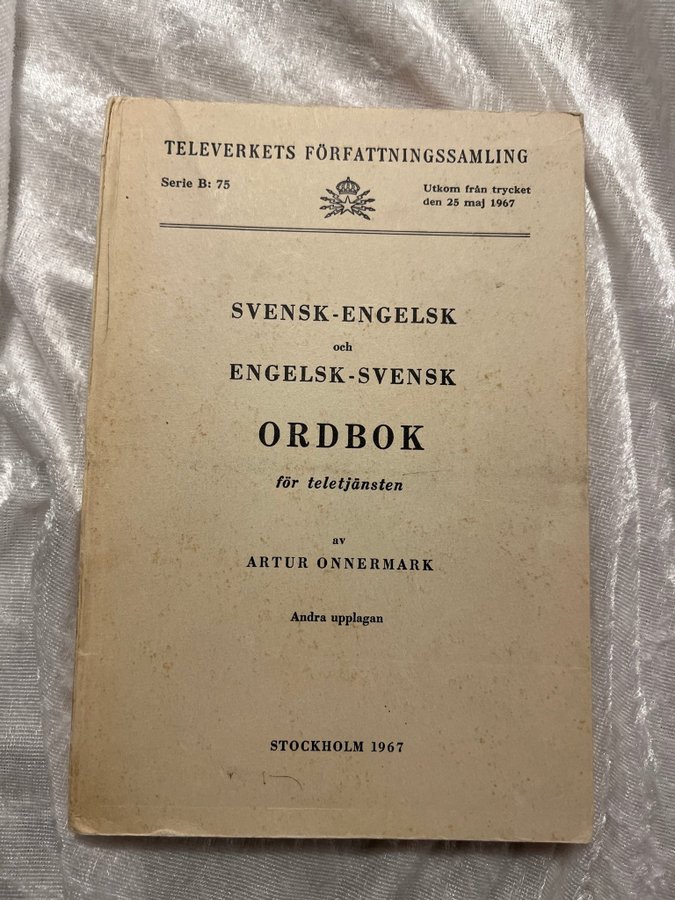 TELEVERKETS FÖRFATTNINGSSAMLING
Serie B: 75
Utkom från trycket
den 25 maj 1967
SVENSK-ENGELSK
och
ENGELSK-SVENSK
ORDBOK
för teletjänsten
av
ARTUR ONNERMARK
Andra upplagan
STOCKHOLM 1967